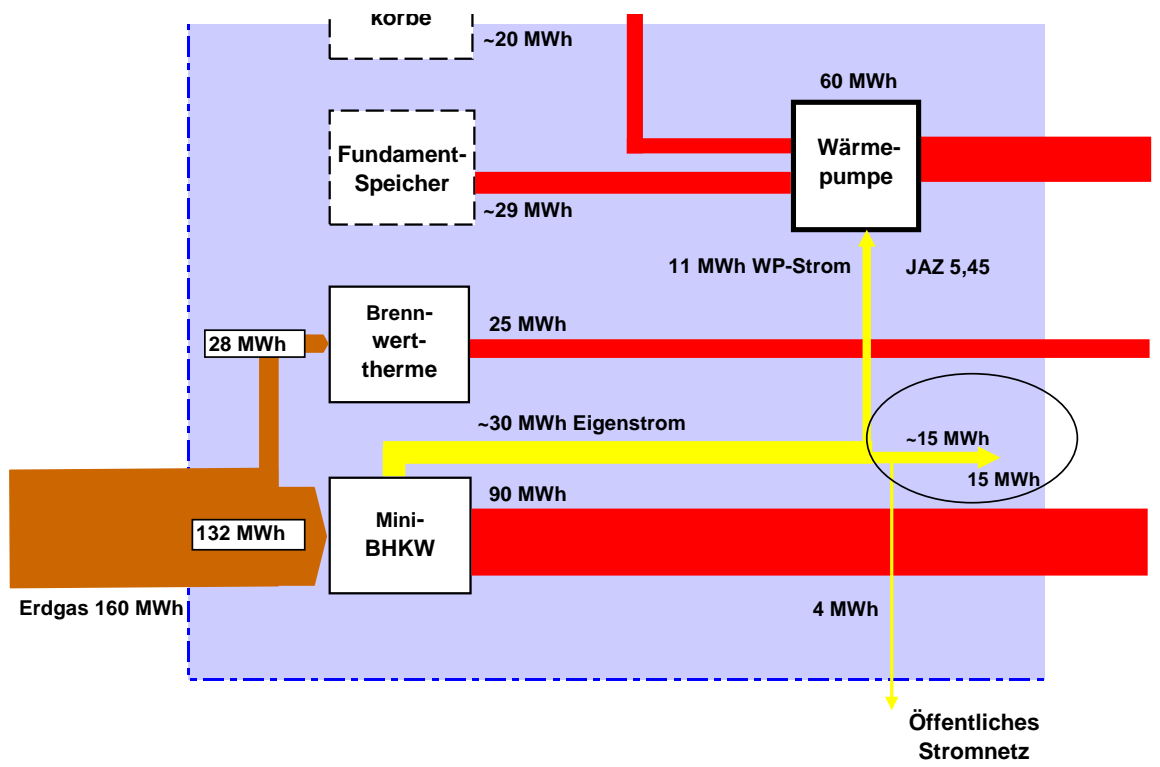 körbe
~20 MWh
60 MWh
Fundament-
Speicher
Wärme-
pumpe
~29 MWh
11 MWh WP-Strom
JAZ 5,45
Brenn-
wert-
therme
25 MWh
28 MWh
~30 MWh Eigenstrom
~15 MWh
15 MWh
90 MWh
Mini-
BHKW
132 MWh
Erdgas 160 MWh
4 MWh
Öffentliches
Stromnetz